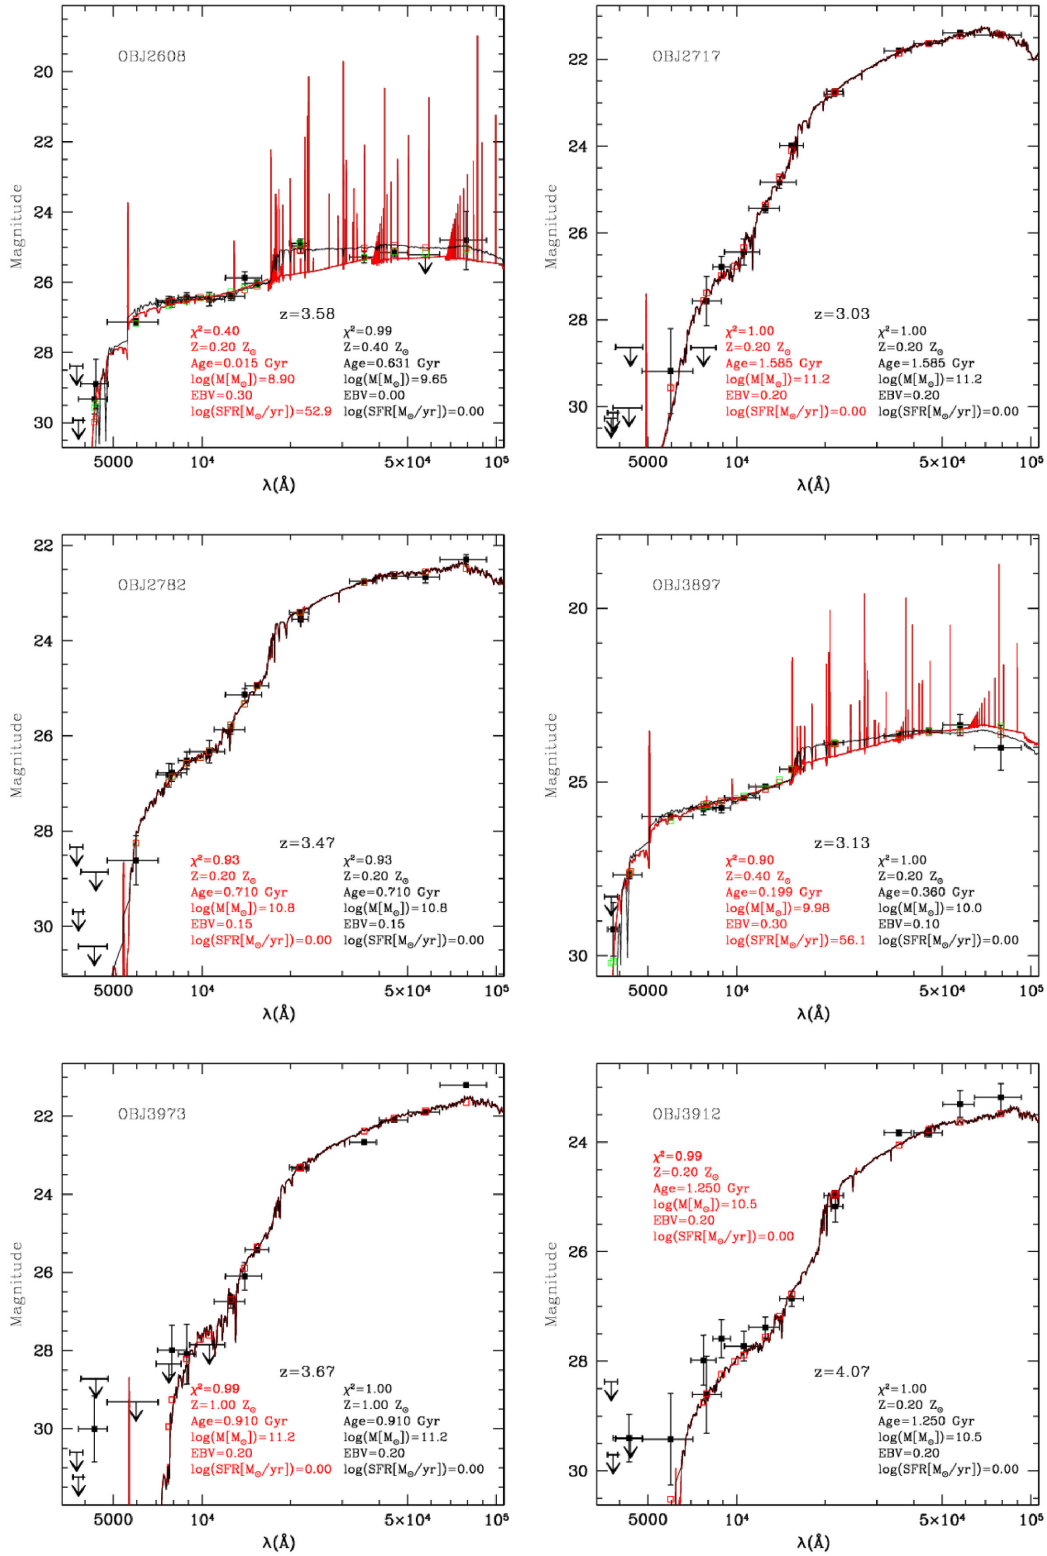 OBJ2608
20
22
24
26
28
30
Magnitude
z=3.58
χ²=0.40
Z=0.20 Z☉
Age=0.015 Gyr
log(M[M☉])=8.90
EBV=0.30
log(SFR[M☉/yr])=52.9
χ²=0.99
Z=0.40 Z☉
Age=0.631 Gyr
log(M[M☉])=9.65
EBV=0.00
log(SFR[M☉/yr])=0.00
5000
10⁴
5×10⁴
10⁵
λ(Å)
OBJ2717
22
24
26
28
30
Magnitude
z=3.03
χ²=1.00
Z=0.20 Z☉
Age=1.585 Gyr
log(M[M☉])=11.2
EBV=0.20
log(SFR[M☉/yr])=0.00
χ²=1.00
Z=0.20 Z☉
Age=1.585 Gyr
log(M[M☉])=11.2
EBV=0.20
log(SFR[M☉/yr])=0.00
5000
10⁴
5×10⁴
10⁵
λ(Å)
OBJ2782
22
24
26
28
30
Magnitude
z=3.47
χ²=0.93
Z=0.20 Z☉
Age=0.710 Gyr
log(M[M☉])=10.8
EBV=0.15
log(SFR[M☉/yr])=0.00
χ²=0.93
Z=0.20 Z☉
Age=0.710 Gyr
log(M[M☉])=10.8
EBV=0.15
log(SFR[M☉/yr])=0.00
5000
10⁴
5×10⁴
10⁵
λ(Å)
OBJ3897
20
25
30
Magnitude
z=3.13
χ²=0.90
Z=0.40 Z☉
Age=0.199 Gyr
log(M[M☉])=9.98
EBV=0.30
log(SFR[M☉/yr])=56.1
χ²=1.00
Z=0.20 Z☉
Age=0.360 Gyr
log(M[M☉])=10.0
EBV=0.10
log(SFR[M☉/yr])=0.00
5000
10⁴
5×10⁴
10⁵
λ(Å)
OBJ3973
22
24
26
28
30
Magnitude
z=3.67
χ²=0.99
Z=1.00 Z☉
Age=0.910 Gyr
log(M[M☉])=11.2
EBV=0.20
log(SFR[M☉/yr])=0.00
χ²=1.00
Z=1.00 Z☉
Age=0.910 Gyr
log(M[M☉])=11.2
EBV=0.20
log(SFR[M☉/yr])=0.00
5000
10⁴
5×10⁴
10⁵
λ(Å)
OBJ3912
24
26
28
30
Magnitude
χ²=0.99
Z=0.20 Z☉
Age=1.250 Gyr
log(M[M☉])=10.5
EBV=0.20
log(SFR[M☉/yr])=0.00
z=4.07
χ²=1.00
Z=0.20 Z☉
Age=1.250 Gyr
log(M[M☉])=10.5
EBV=0.20
log(SFR[M☉/yr])=0.00
5000
10⁴
5×10⁴
10⁵
λ(Å)